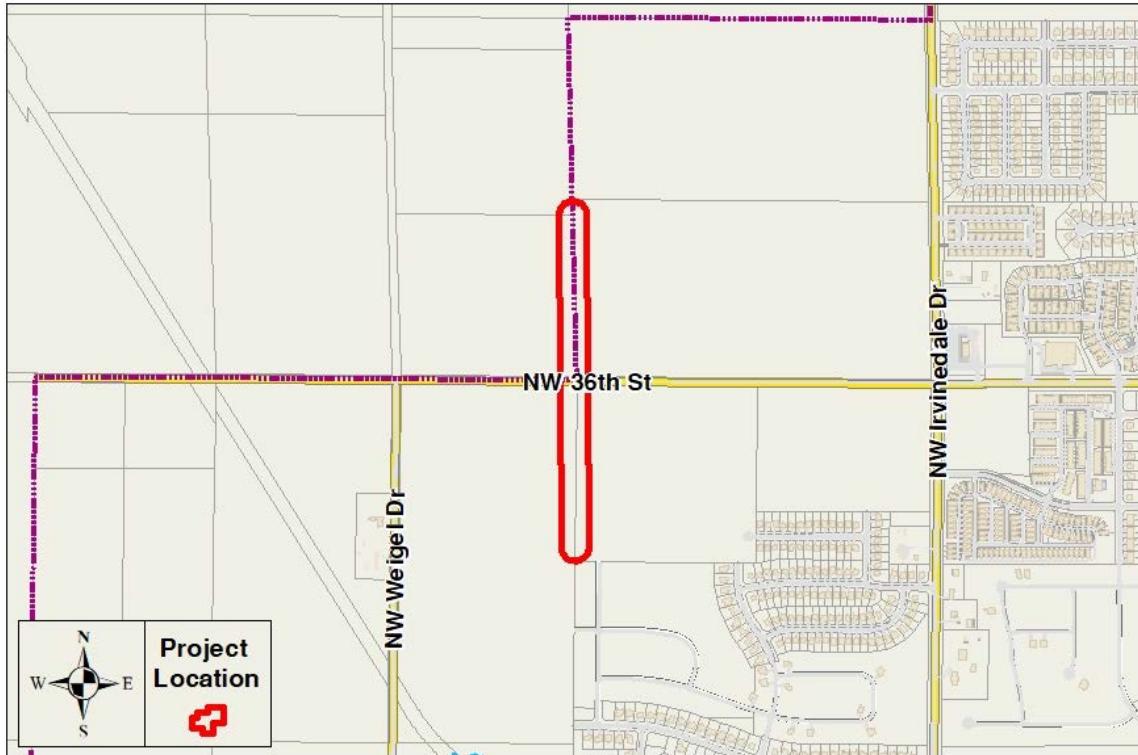 NW 36th St
NW Irvinedale Dr
NW Weigel Dr
N
W
E
S
Project
Location